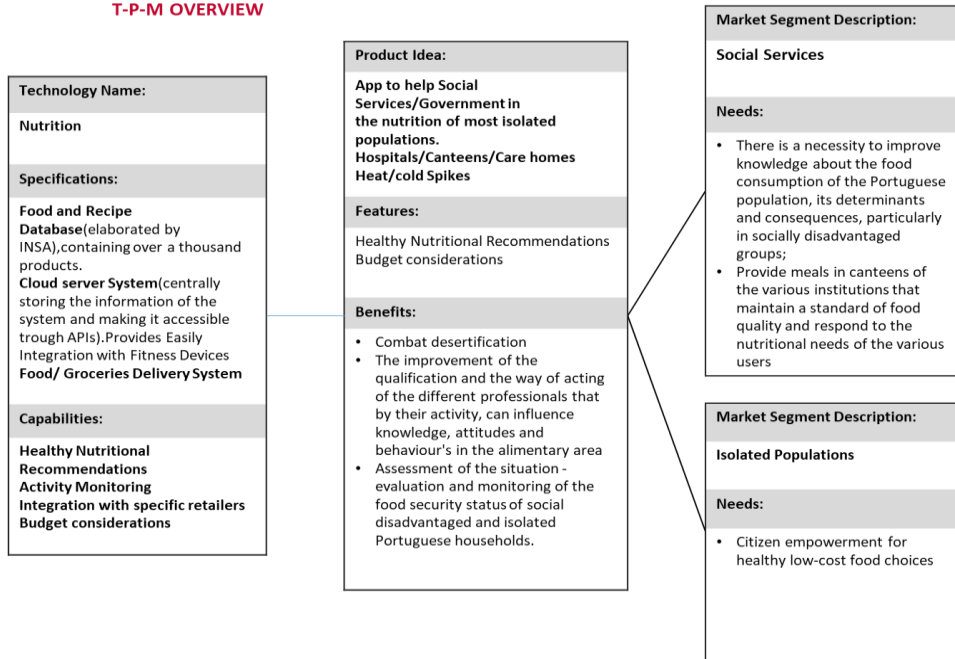 T-P-M OVERVIEW
Technology Name:
Nutrition
Specifications:
Food and Recipe
Database(elaborated by
INSA),containing over a thousand
products.
Cloud server System(centrally
storing the information of the
system and making it accessible
trough APIs).Provides Easily
Integration with Fitness Devices
Food/ Groceries Delivery System
Capabilities:
Healthy Nutritional
Recommendations
Activity Monitoring
Integration with specific retailers
Budget considerations
Product Idea:
App to help Social
Services/Government in
the nutrition of most isolated
populations.
Hospitals/Canteens/Care homes
Heat/cold Spikes
Features:
Healthy Nutritional Recommendations
Budget considerations
Benefits:
• Combat desertification
• The improvement of the
qualification and the way of acting
of the different professionals that
by their activity, can influence
knowledge, attitudes and
behaviour's in the alimentary area
• Assessment of the situation -
evaluation and monitoring of the
food security status of social
disadvantaged and isolated
Portuguese households.
Market Segment Description:
Social Services
Needs:
• There is a necessity to improve
knowledge about the food
consumption of the Portuguese
population, its determinants
and consequences, particularly
in socially disadvantaged
groups;
• Provide meals in canteens of
the various institutions that
maintain a standard of food
quality and respond to the
nutritional needs of the various
users
Market Segment Description:
Isolated Populations
Needs:
• Citizen empowerment for
healthy low-cost food choices